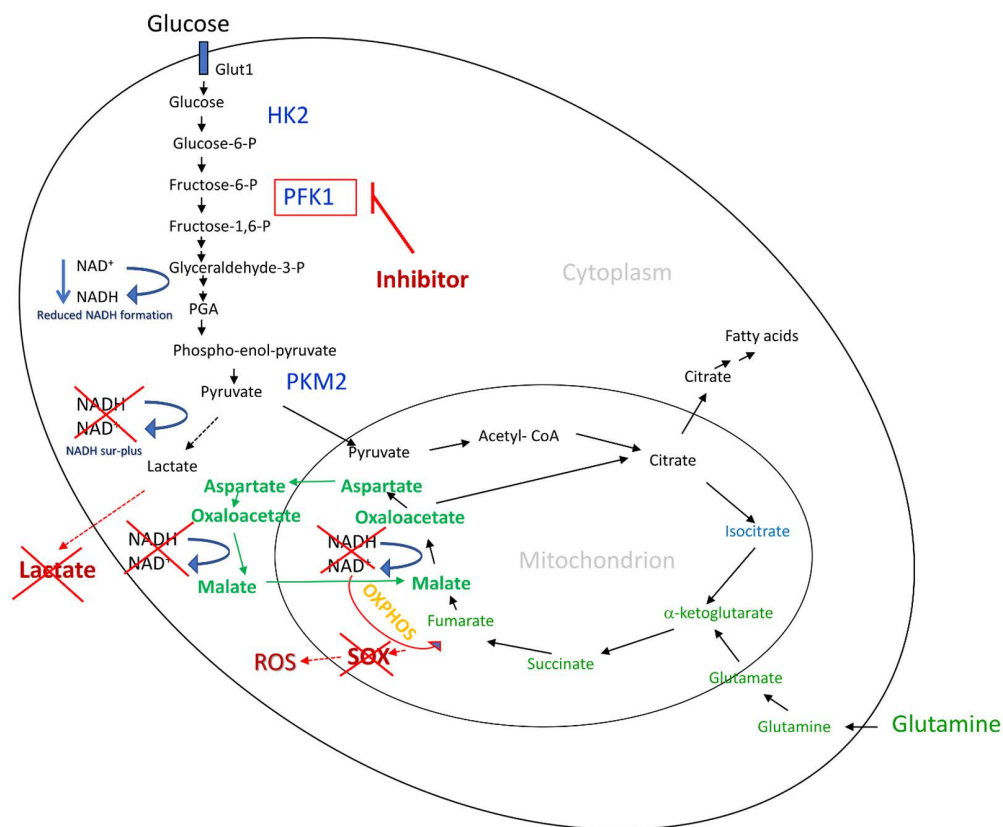 Glucose
Glut1
Glucose
HK2
Glucose-6-P
Fructose-6-P
PFK1
Fructose-1,6-P
Inhibitor
Cytoplasm
NAD+
Glyceraldehyde-3-P
NADH
Reduced NADH formation
PGA
Phospho-enol-pyruvate
Fatty acids
PKM2
Citrate
Pyruvate
NADH
NAD+
NADH sur-plus
Acetyl- CoA
Pyruvate
Citrate
Lactate
Aspartate
Aspartate
Oxaloacetate
Oxaloacetate
Isocitrate
NADH
NAD+
NADH
NAD+
Mitochondrion
Lactate
Malate
Malate
OXPHOS
Fumarate
α-ketoglutarate
ROS
SOX
Succinate
Glutamate
Glutamine
Glutamine